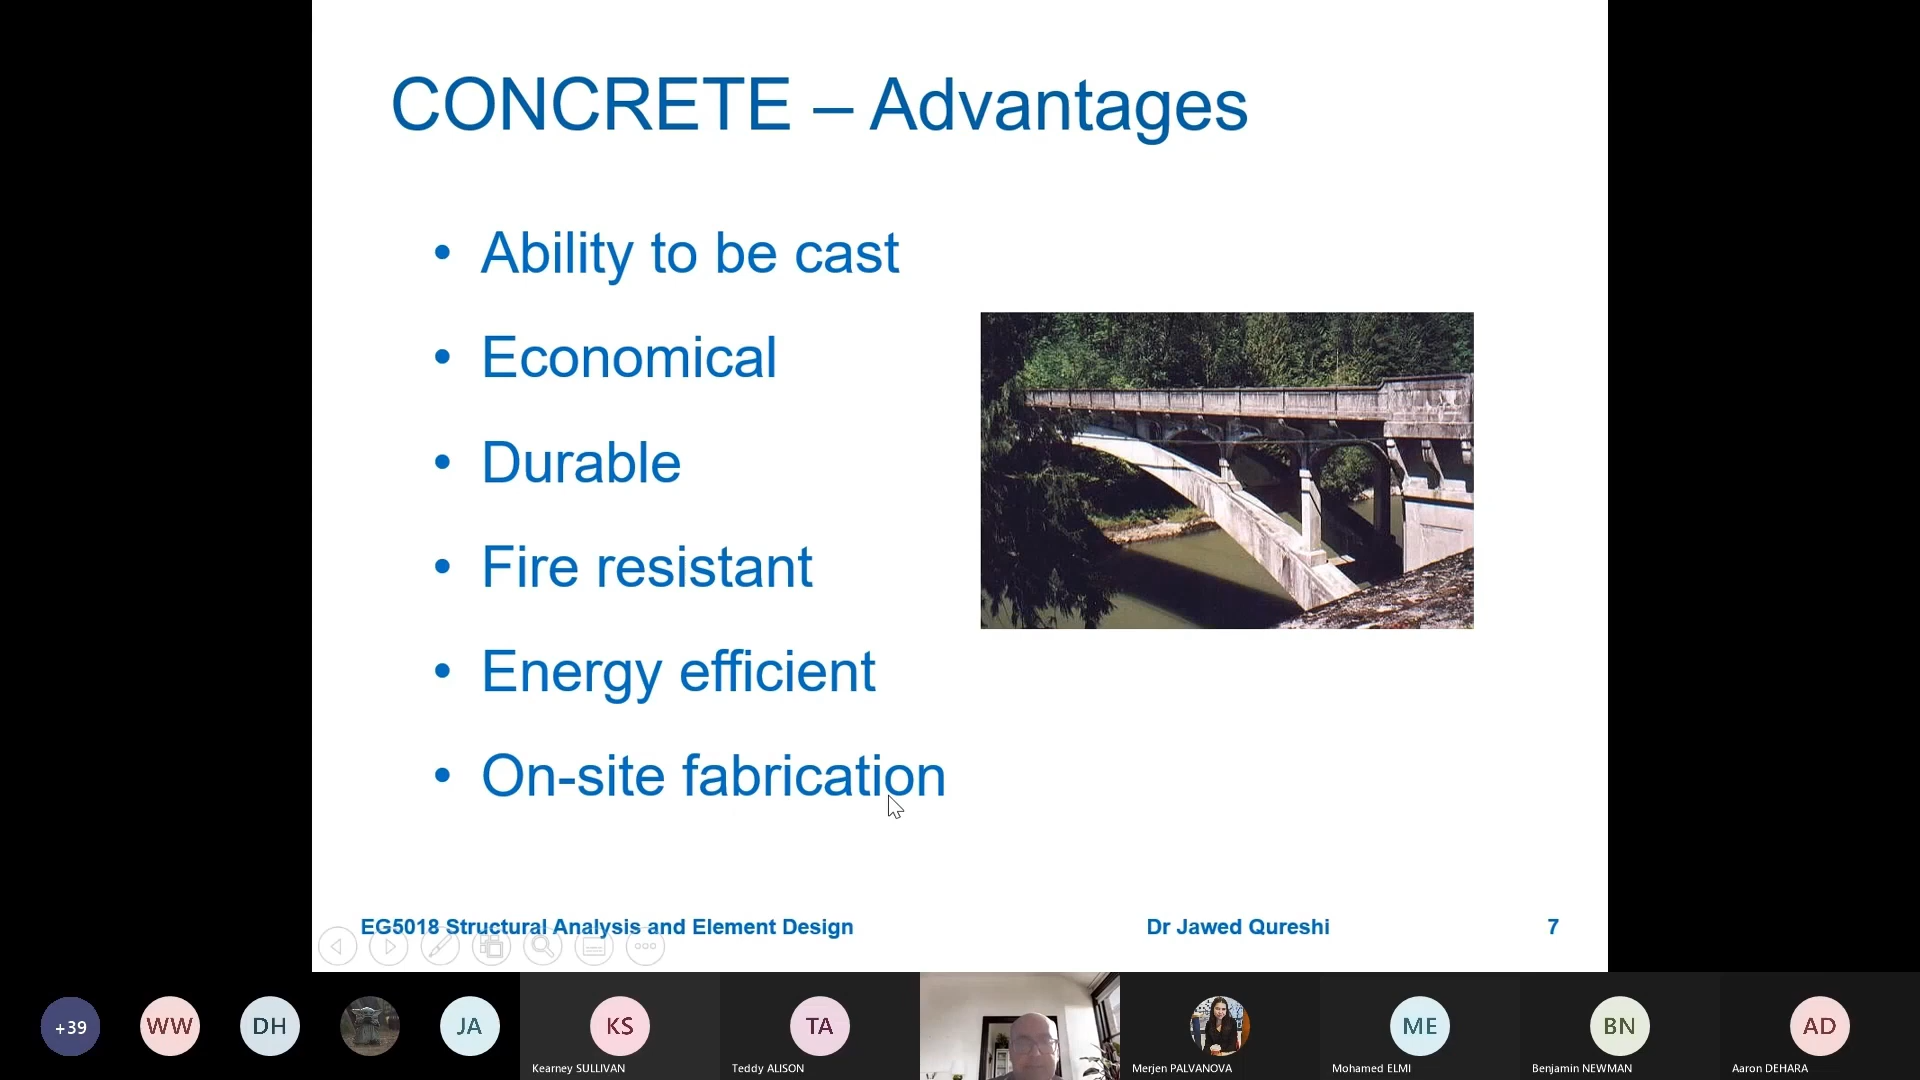 CONCRETE – Advantages
• Ability to be cast
• Economical
• Durable
• Fire resistant
• Energy efficient
• On-site fabrication
EG5018 Structural Analysis and Element Design
Dr Jawed Qureshi
7
+39
WW
DH
JA
KS
TA
ME
BN
AD
Kearney SULLIVAN
Teddy ALISON
Merjen PALVANOVA
Mohamed ELMI
Benjamin NEWMAN
Aaron DEHARA